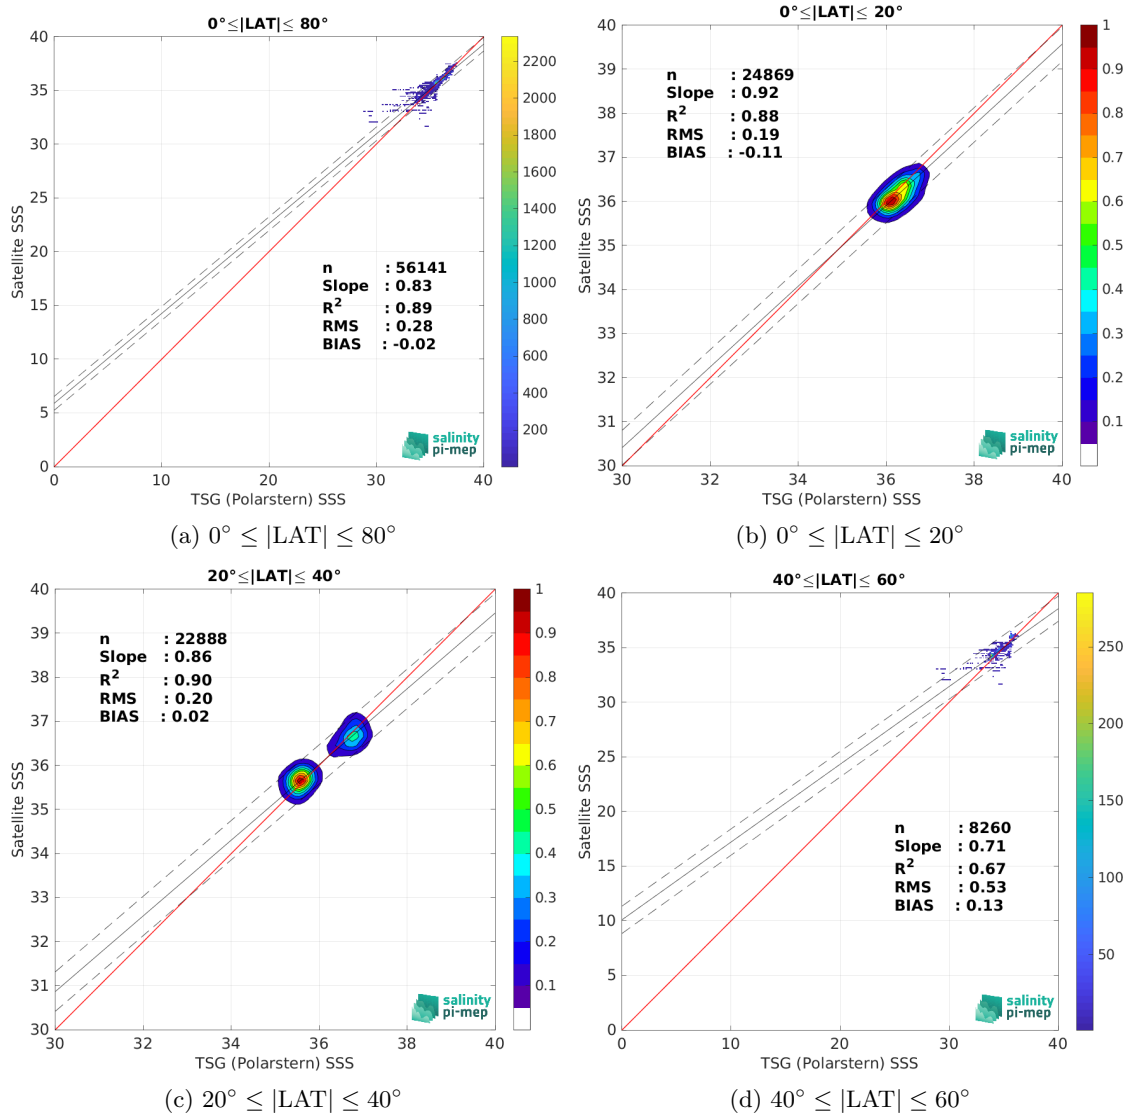 0°≤|LAT|≤ 80°
40
35
30
25
20
15
10
5
0
0
10
20
30
40
Satellite SSS
TSG (Polarstern) SSS
n : 56141
Slope : 0.83
R2 : 0.89
RMS : 0.28
BIAS : -0.02
2200
2000
1800
1600
1400
1200
1000
800
600
400
200
salinity
pi-mep
(a) 0° ≤ |LAT| ≤ 80°
0°≤|LAT|≤ 20°
40
39
38
37
36
35
34
33
32
31
30
30
32
34
36
38
40
Satellite SSS
TSG (Polarstern) SSS
n : 24869
Slope : 0.92
R2 : 0.88
RMS : 0.19
BIAS : -0.11
1
0.9
0.8
0.7
0.6
0.5
0.4
0.3
0.2
0.1
salinity
pi-mep
(b) 0° ≤ |LAT| ≤ 20°
20°≤|LAT|≤ 40°
40
39
38
37
36
35
34
33
32
31
30
30
32
34
36
38
40
Satellite SSS
TSG (Polarstern) SSS
n : 22888
Slope : 0.86
R2 : 0.90
RMS : 0.20
BIAS : 0.02
1
0.9
0.8
0.7
0.6
0.5
0.4
0.3
0.2
0.1
salinity
pi-mep
(c) 20° ≤ |LAT| ≤ 40°
40°≤|LAT|≤ 60°
40
35
30
25
20
15
10
5
0
0
10
20
30
40
Satellite SSS
TSG (Polarstern) SSS
n : 8260
Slope : 0.71
R2 : 0.67
RMS : 0.53
BIAS : 0.13
250
200
150
100
50
salinity
pi-mep
(d) 40° ≤ |LAT| ≤ 60°